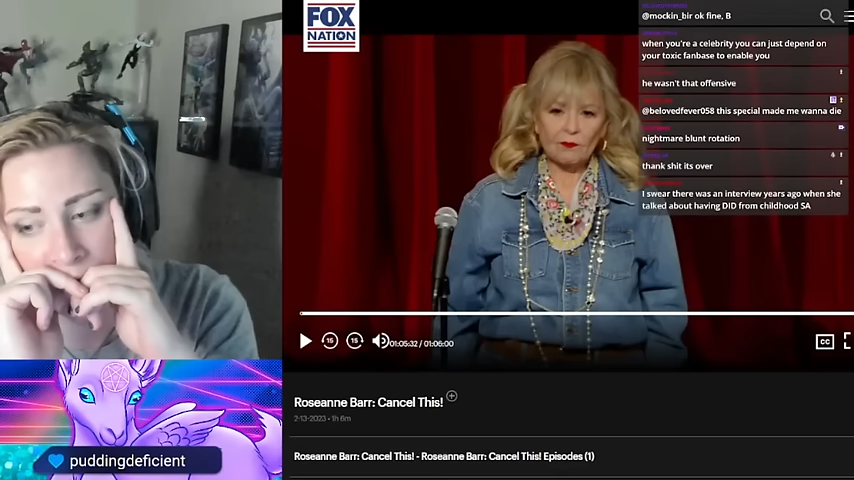 FOX
NATION
@mockin_bir ok fine, B
when you're a celebrity you can just depend on
your toxic fanbase to enable you
he wasn't that offensive
@belovedfever058 this special made me wanna die
nightmare blunt rotation
thank shit its over
I swear there was an interview years ago when she
talked about having DID from childhood SA
15
15
01:05:32 / 01:06:00
CC
Roseanne Barr: Cancel This!
2-13-2023 • 1h 6m
Roseanne Barr: Cancel This! - Roseanne Barr: Cancel This! Episodes (1)
puddingdeficient